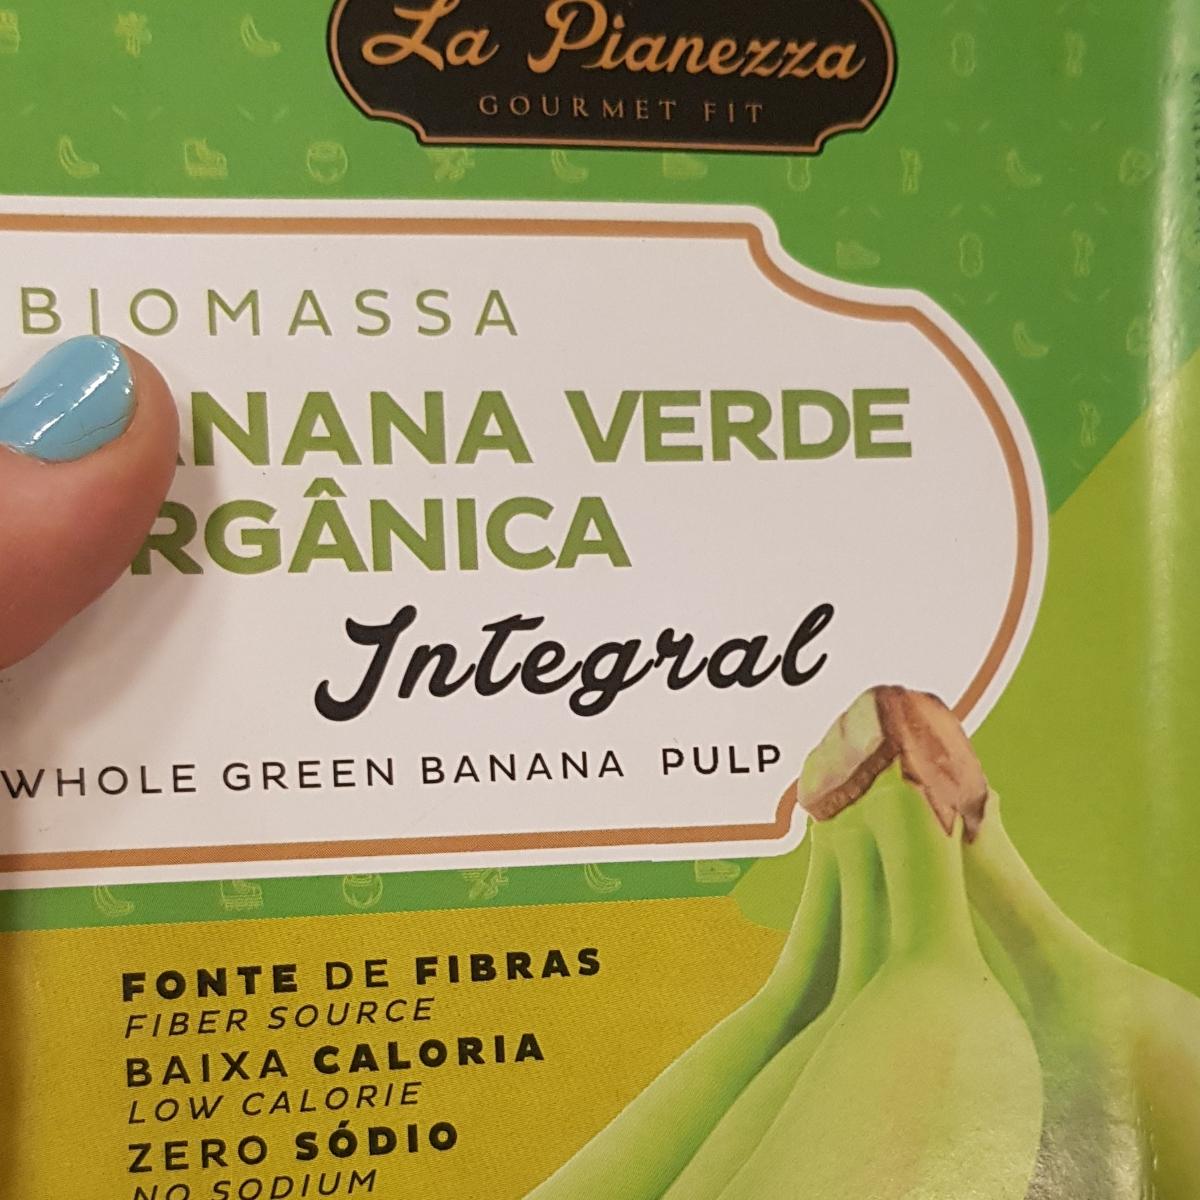 La Pianezza
GOURMET FIT
BIOMASSA
ANANA VERDE
RGÂNICA
Integral
WHOLE GREEN BANANA PULP
FONTE DE FIBRAS
FIBER SOURCE
BAIXA CALORIA
LOW CALORIE
ZERO SÓDIO
NO SODIUM